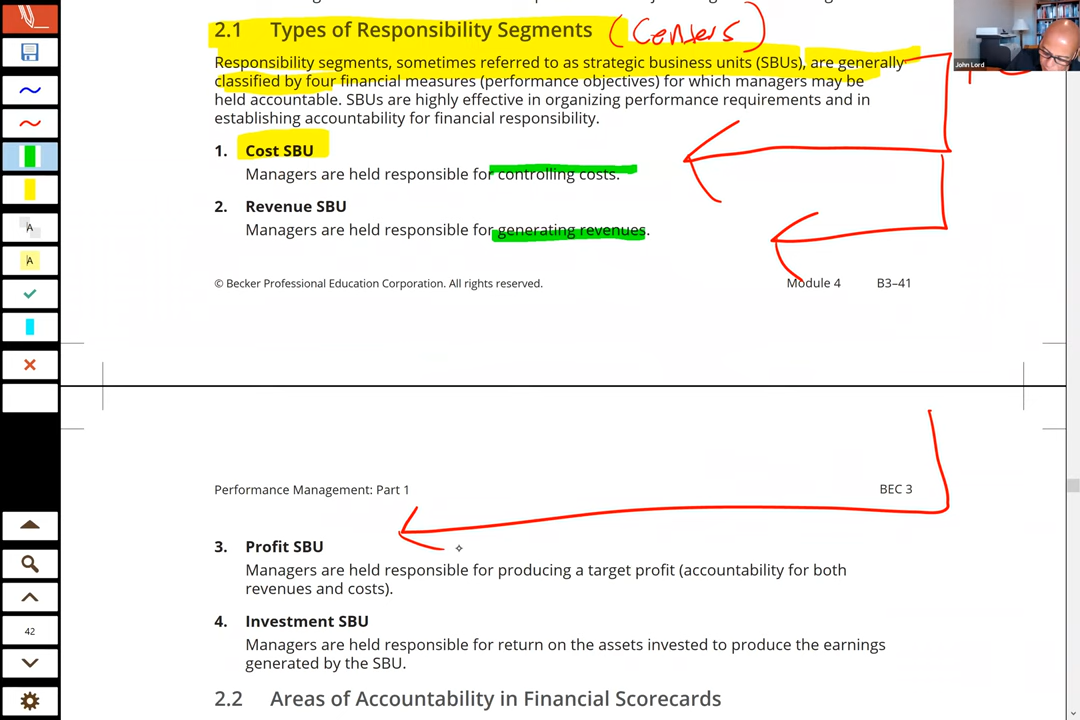 2.1 Types of Responsibility Segments (Centers)
John Lord
Responsibility segments, sometimes referred to as strategic business units (SBUs), are generally
classified by four financial measures (performance objectives) for which managers may be
held accountable. SBUs are highly effective in organizing performance requirements and in
establishing accountability for financial responsibility.
1. Cost SBU
Managers are held responsible for controlling costs.
2. Revenue SBU
Managers are held responsible for generating revenues.
© Becker Professional Education Corporation. All rights reserved. Module 4 B3–41
Performance Management: Part 1 BEC 3
3. Profit SBU
Managers are held responsible for producing a target profit (accountability for both
revenues and costs).
4. Investment SBU
Managers are held responsible for return on the assets invested to produce the earnings
generated by the SBU.
2.2 Areas of Accountability in Financial Scorecards
A
A
42